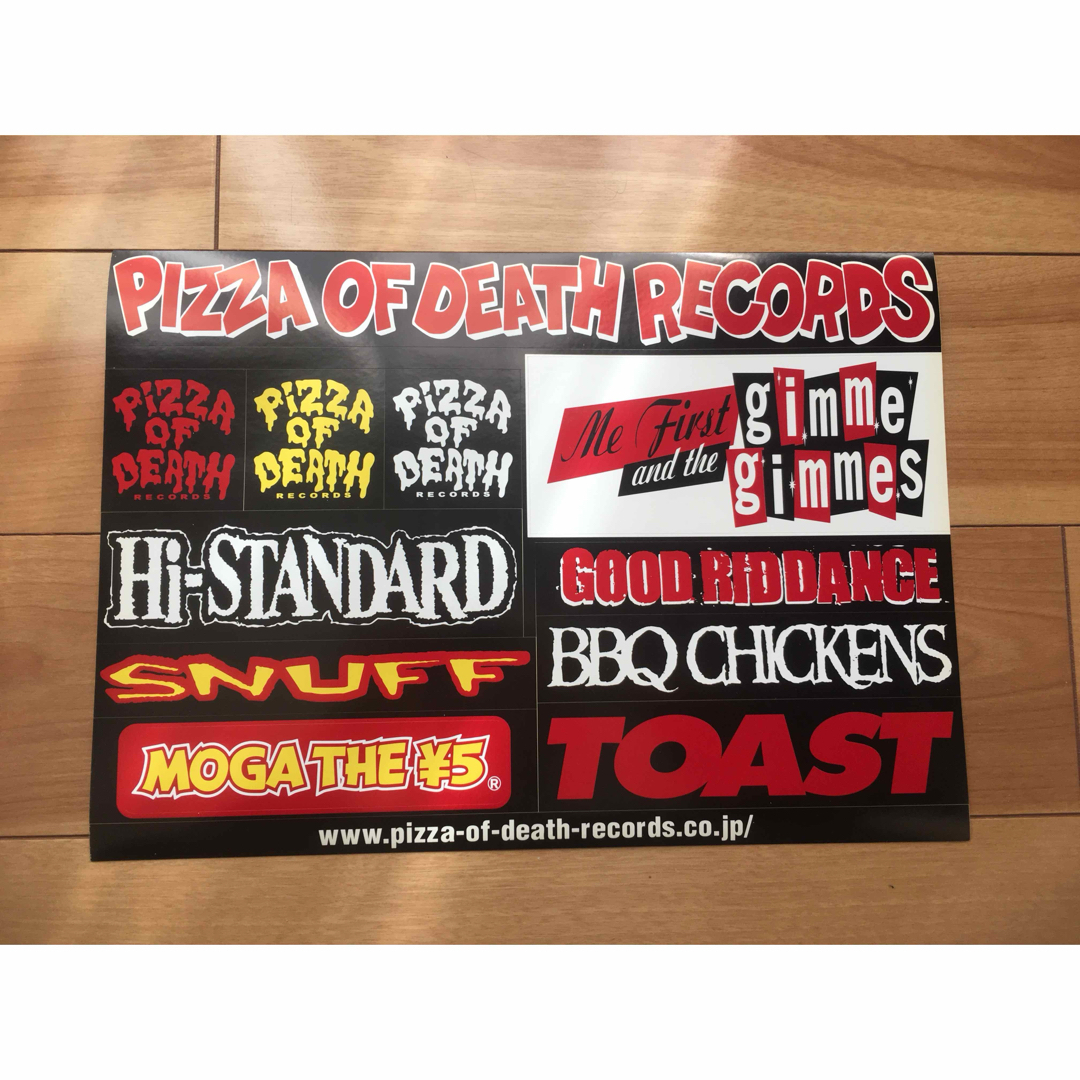 PIZZA OF DEATH RECORDS
PiZZA
OF
DEATH
RECORDS
PiZZA
OF
DEATH
RECORDS
PiZZA
OF
DEATH
RECORDS
Me First
and the
gimme
gimmes
Hi-STANDARD
GOOD RIDDANCE
SNUFF
BBQ CHICKENS
MOGA THE ¥5®
TOAST
www.pizza-of-death-records.co.jp/